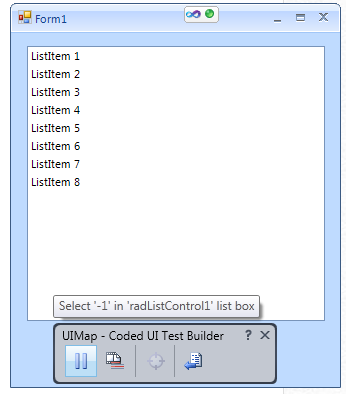 Form1
ListItem 1
ListItem 2
ListItem 3
ListItem 4
ListItem 5
ListItem 6
ListItem 7
ListItem 8
Select '-1' in 'radListControl1' list box
UIMap - Coded UI Test Builder ?